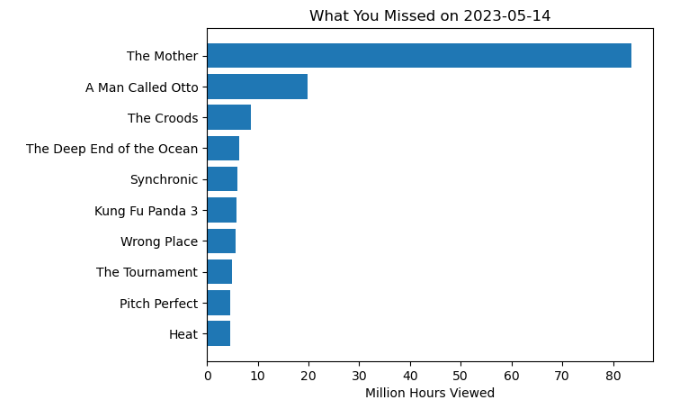 What You Missed on 2023-05-14
The Mother
A Man Called Otto
The Croods
The Deep End of the Ocean
Synchronic
Kung Fu Panda 3
Wrong Place
The Tournament
Pitch Perfect
Heat
0 10 20 30 40 50 60 70 80
Million Hours Viewed